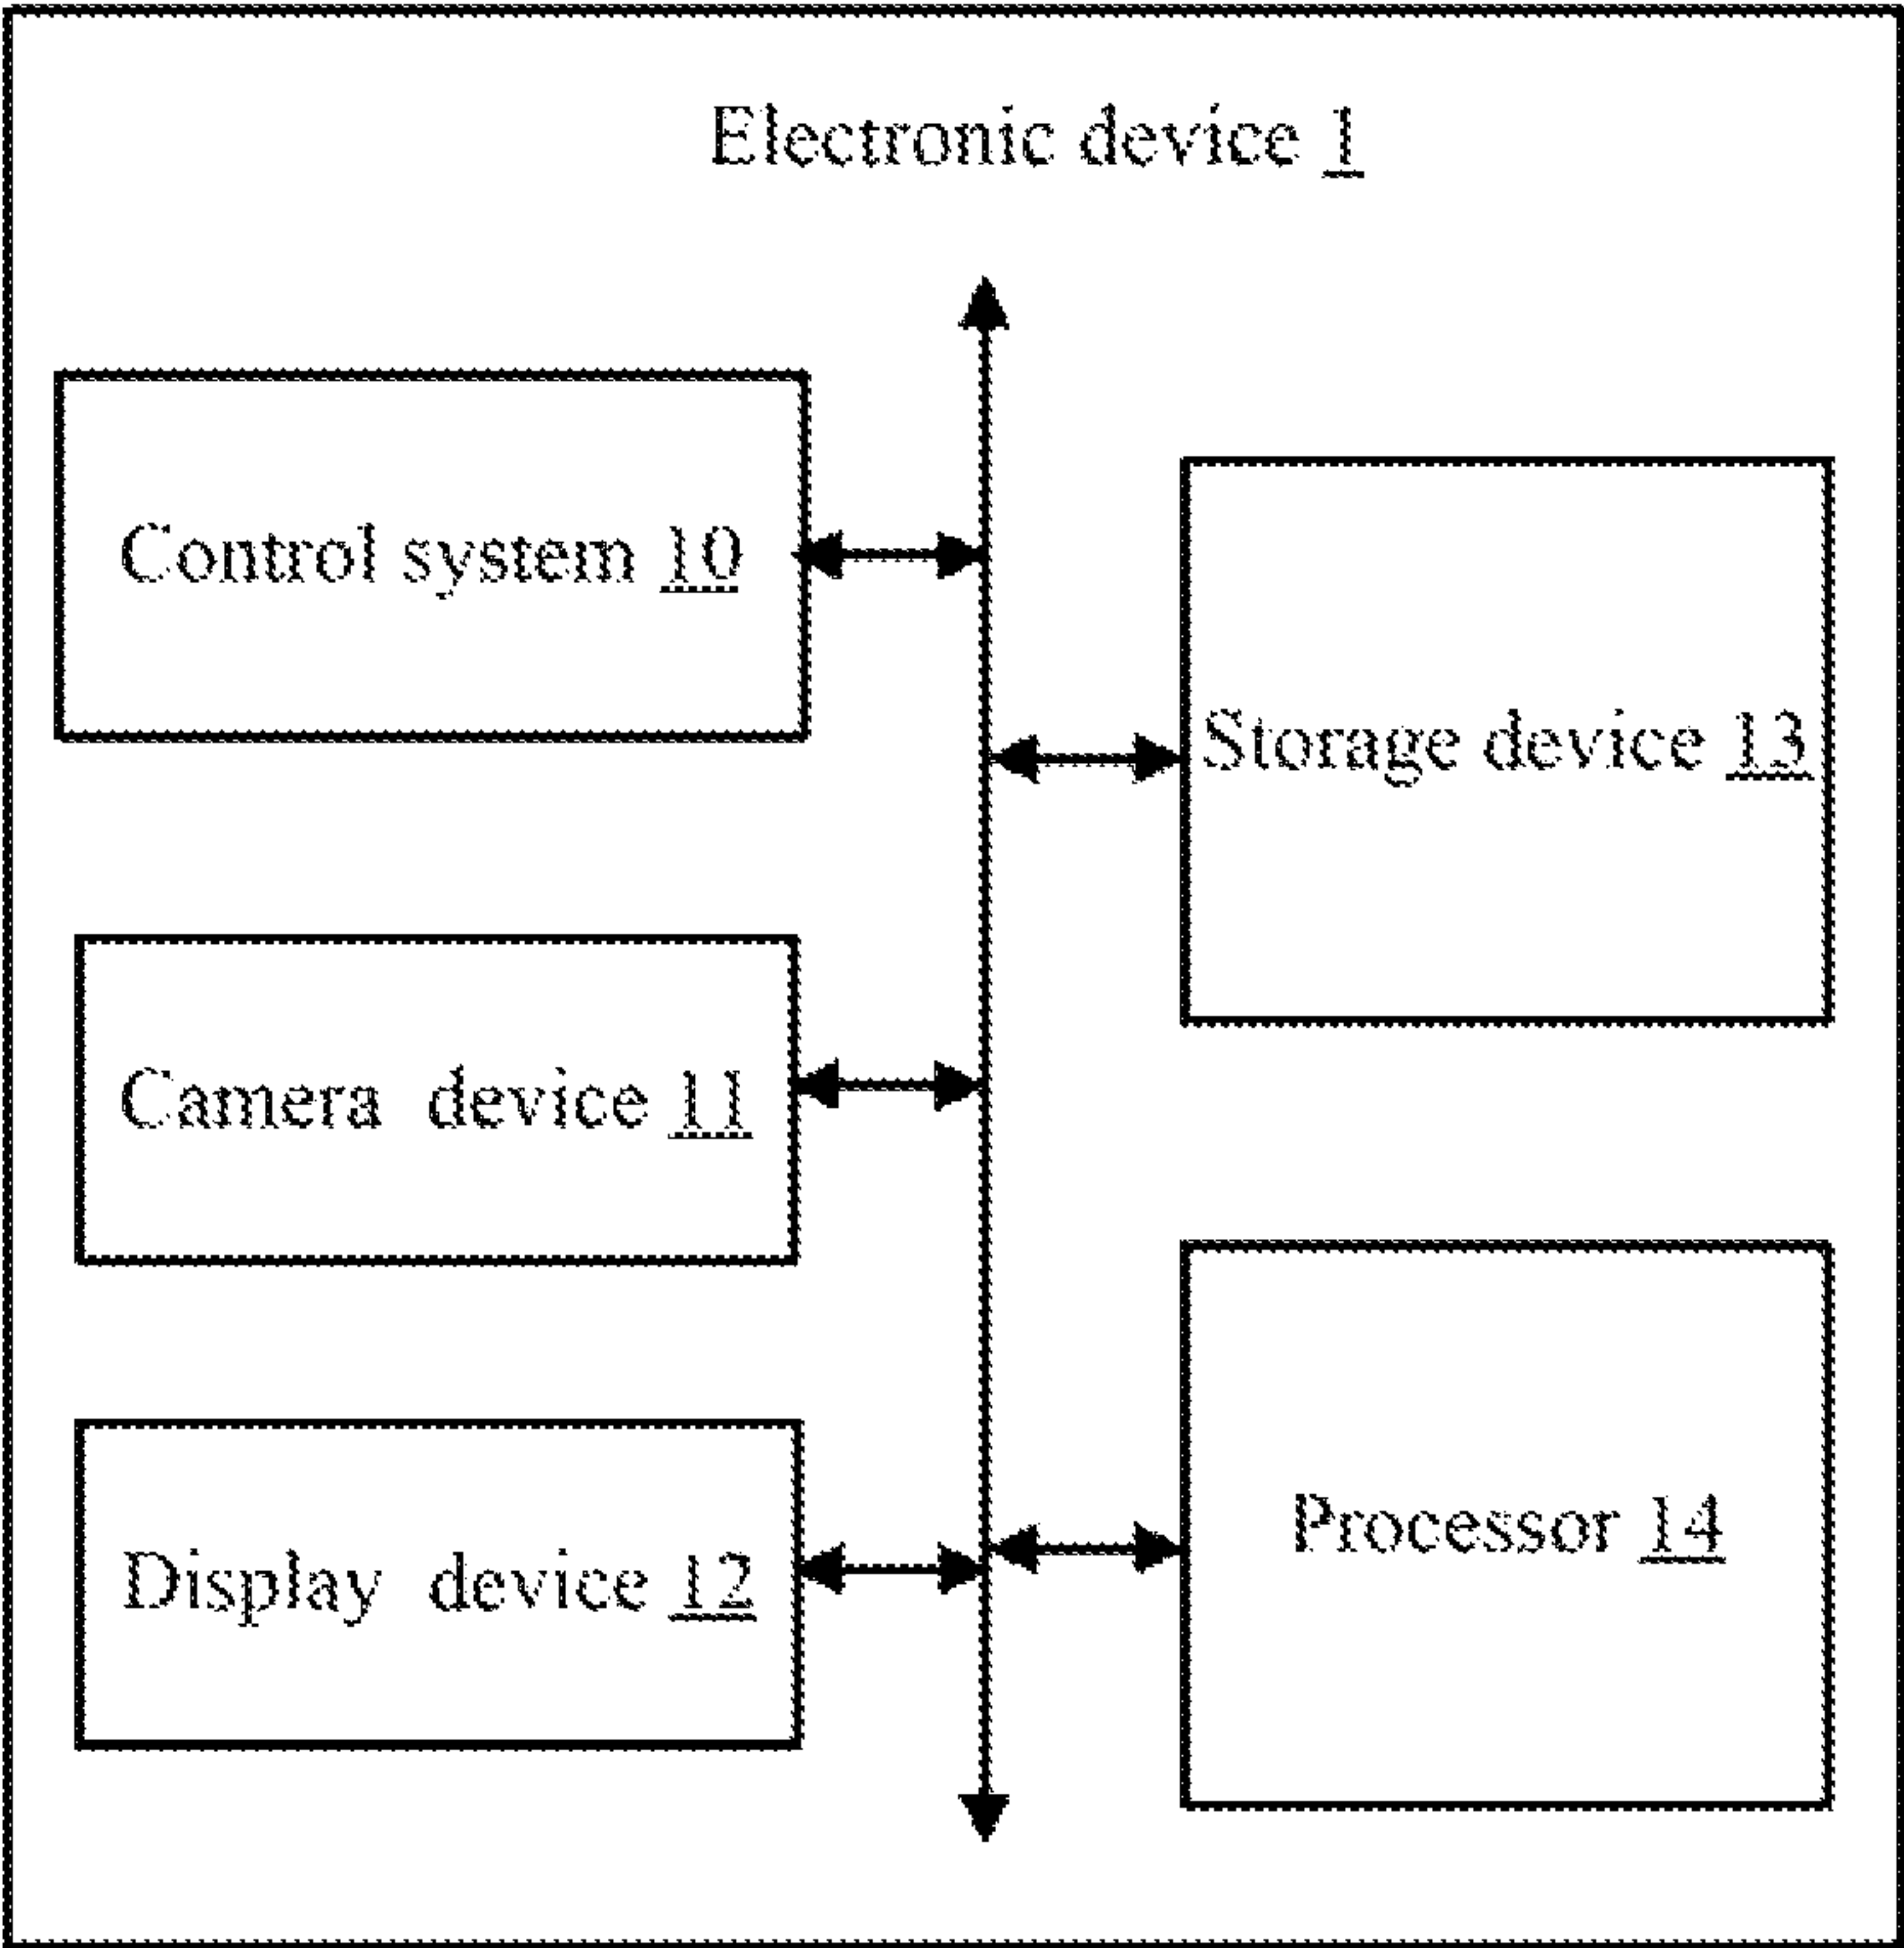 Electronic device 1
Control system 10
Storage device 13
Camera device 11
Processor 14
Display device 12